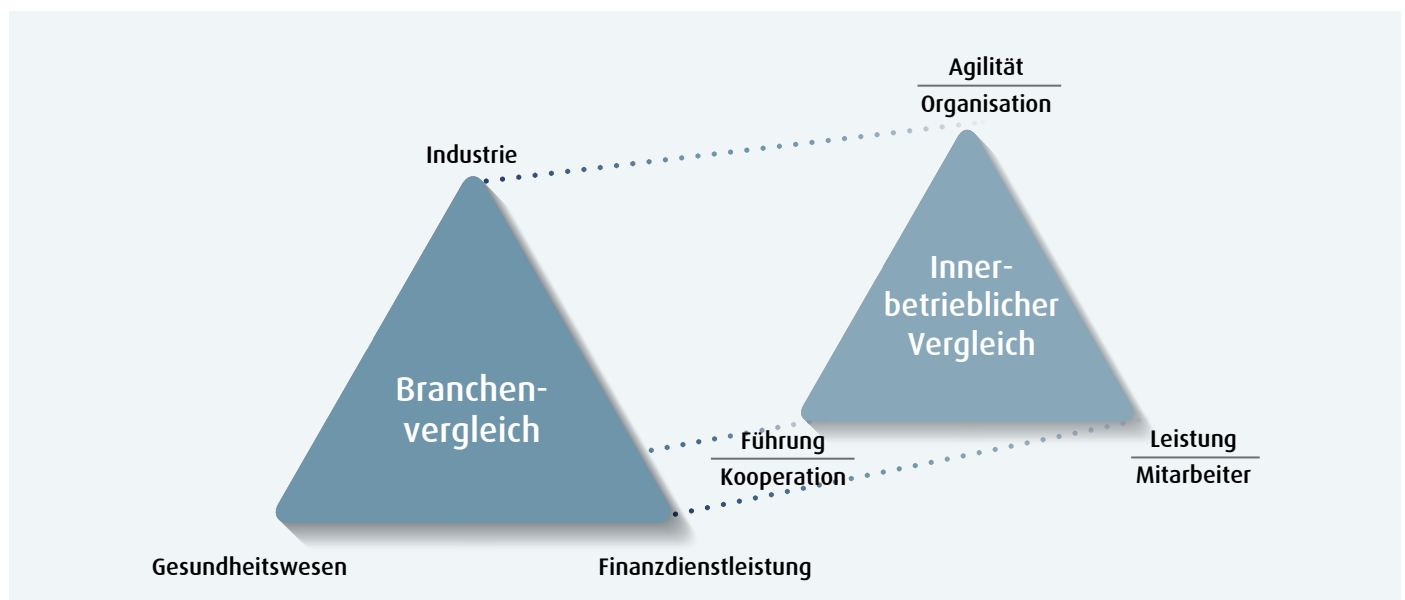 Agilität
Organisation
Industrie
Inner-
betrieblicher
Vergleich
Branchen-
vergleich
Führung
Kooperation
Leistung
Mitarbeiter
Gesundheitswesen
Finanzdienstleistung